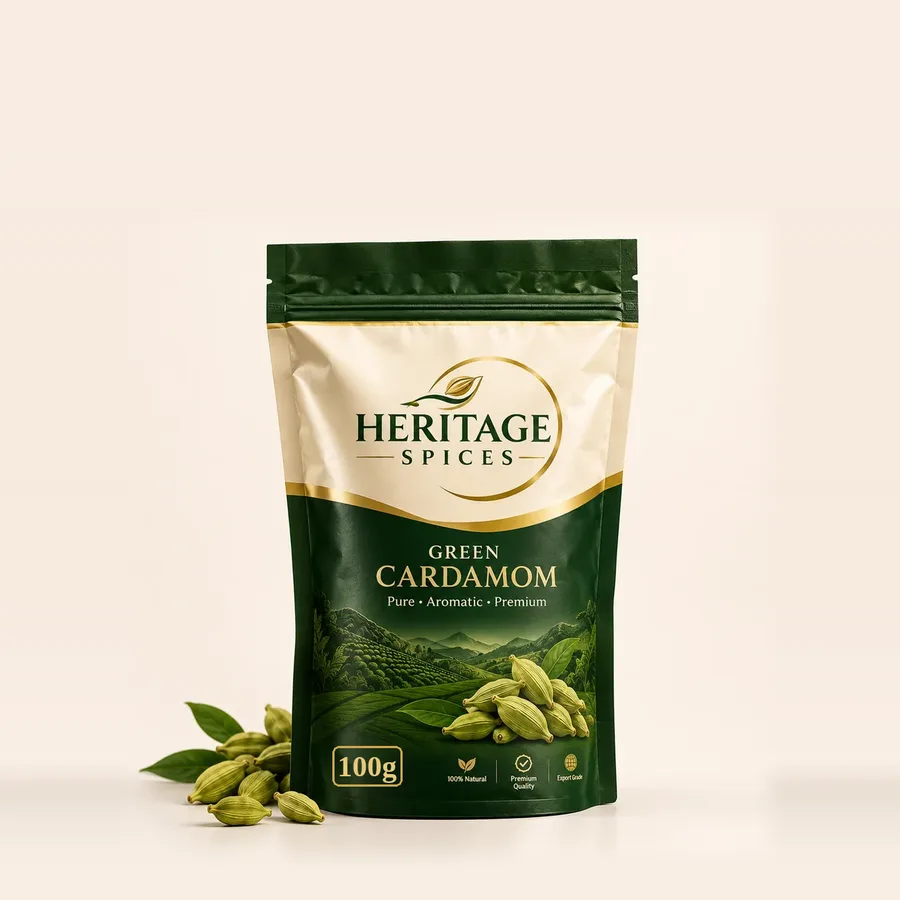 HERITAGE
SPICES
GREEN
CARDAMOM
Pure • Aromatic • Premium
100g
100% Natural
Premium
Quality
Export Grade